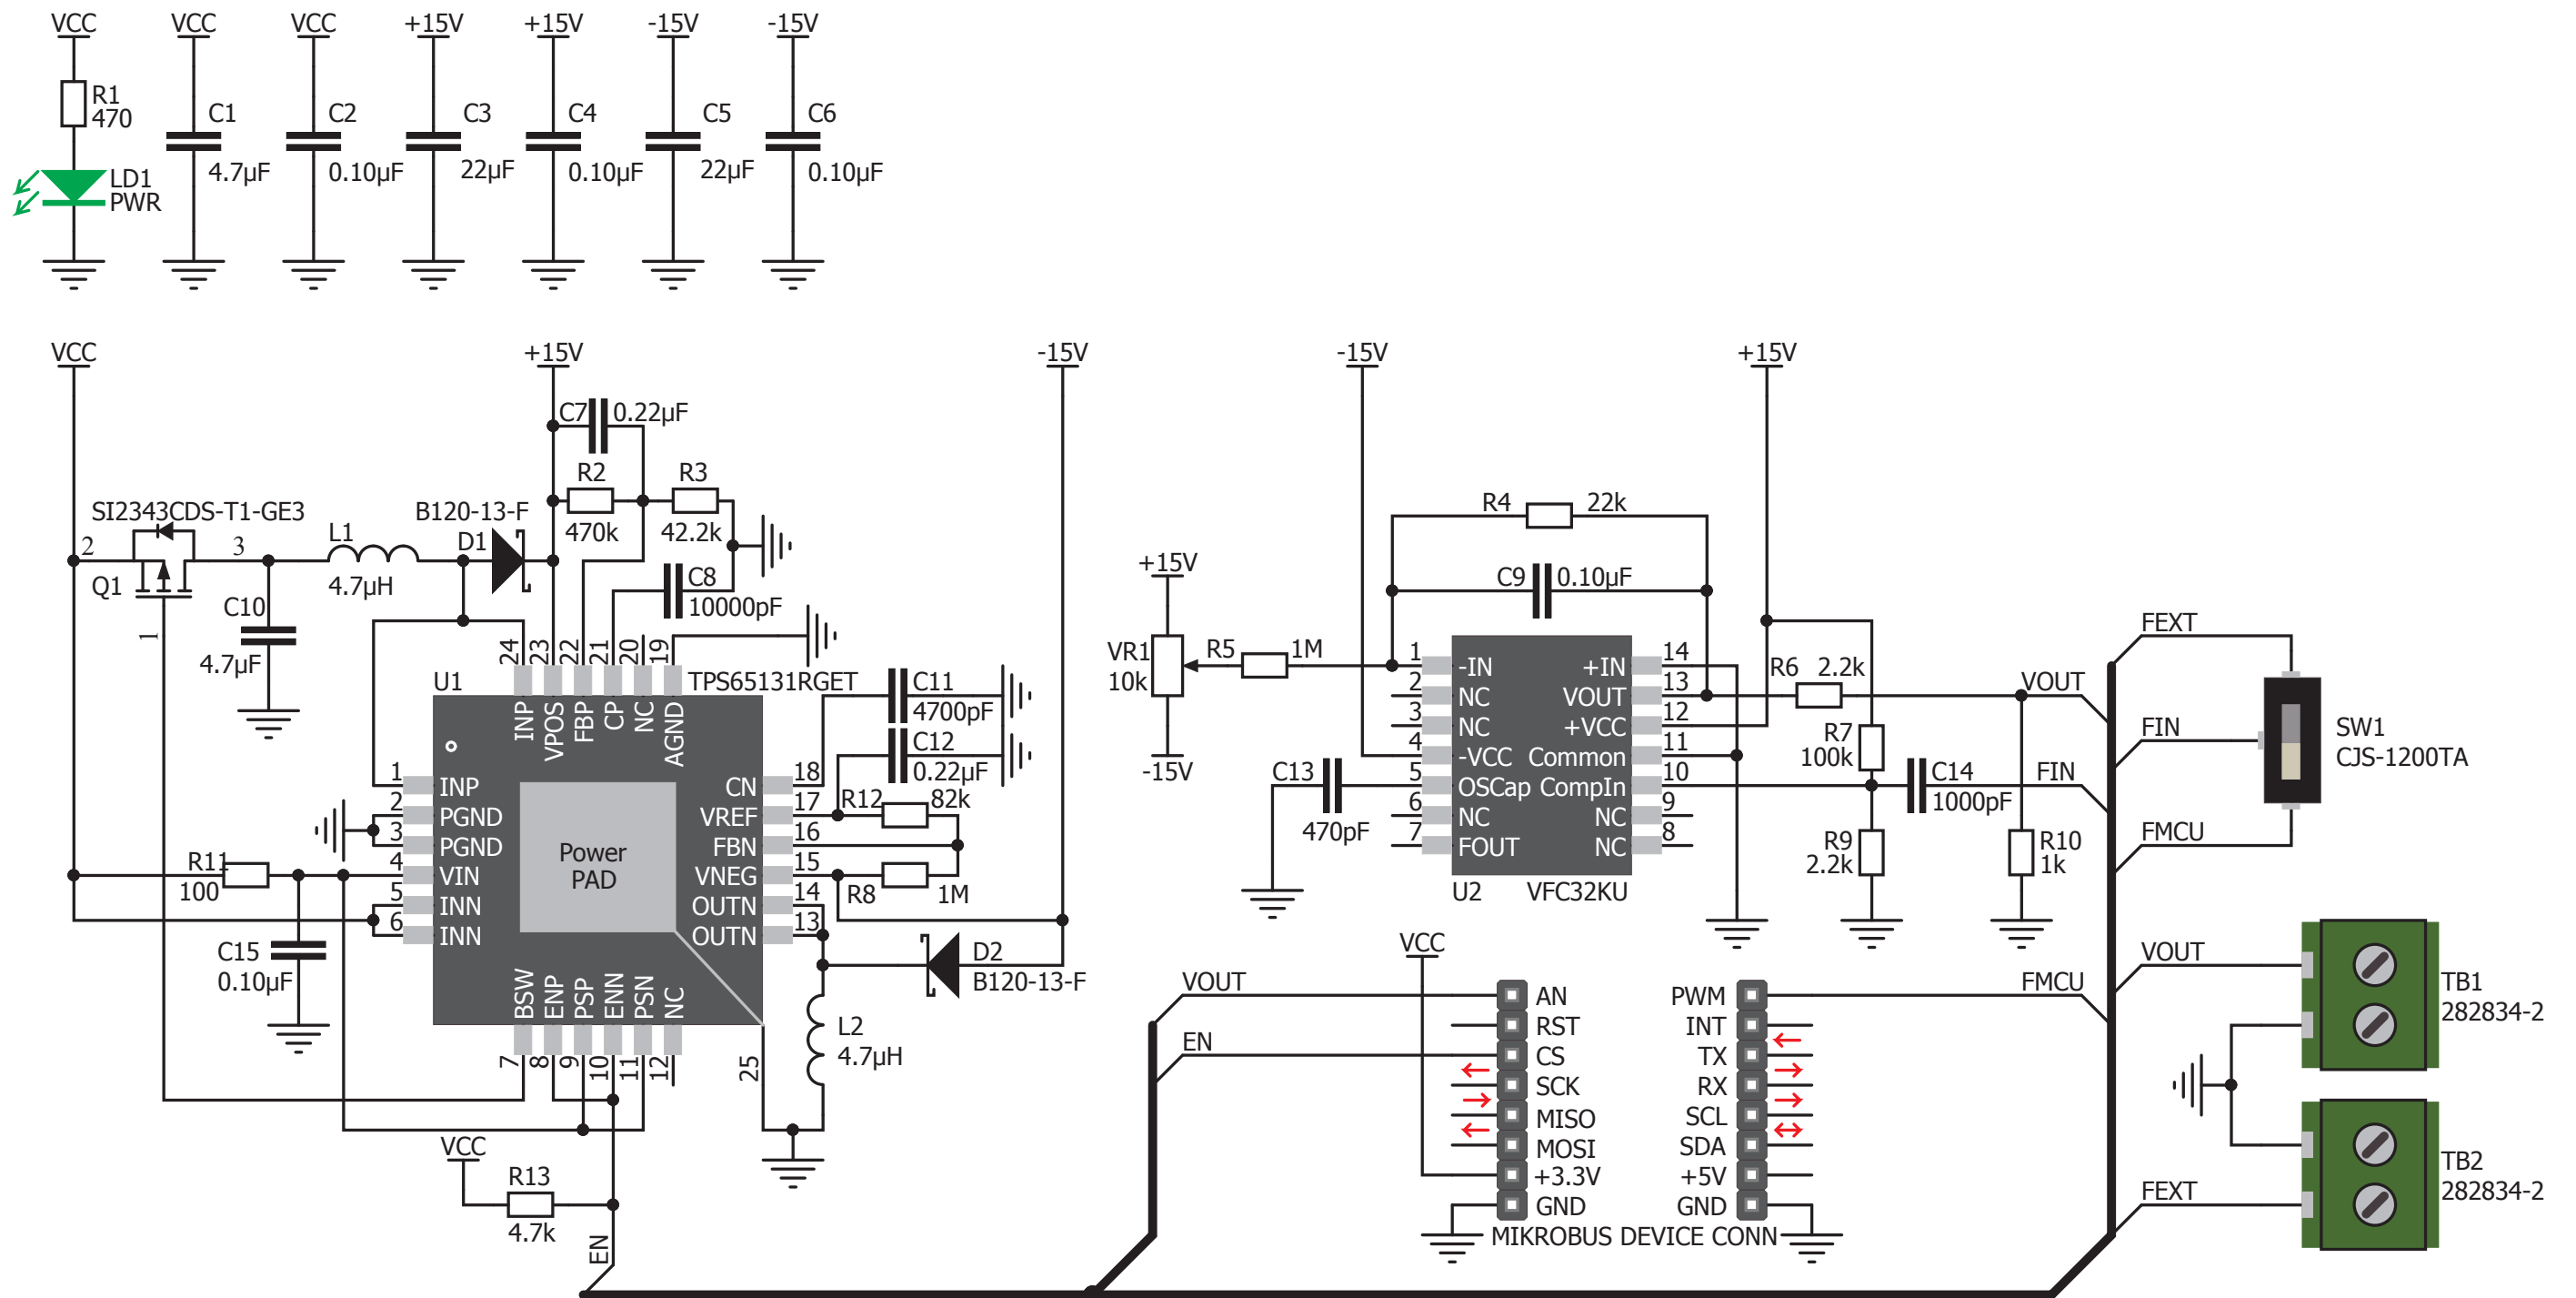 VCC VCC VCC +15V +15V -15V -15V
R1
470
C1
4.7µF
C2
0.10µF
C3
22µF
C4
0.10µF
C5
22µF
C6
0.10µF
LD1
PWR
VCC
+15V
-15V
-15V
+15V
C7 0.22µF
R2
470k
R3
42.2k
SI2343CDS-T1-GE3
2 3
Q1
1
L1
4.7µH
B120-13-F
D1
C10
4.7µF
C8
10000pF
24 23 22 21 20 19
U1
TPS65131RGET
INP VPOS FBP CP NC AGND
C11
4700pF
C12
0.22µF
1 INP
2 PGND
3 PGND
4 VIN
5 INN
6 INN
Power
PAD
CN 18
VREF 17
FBN 16
VNEG 15
OUTN 14
OUTN 13
R12 82k
R8 1M
R11
100
C15
0.10µF
BSW ENP PSP ENN PSN NC
7 8 9 10 11 12 25
D2
B120-13-F
L2
4.7µH
VCC
R13
4.7k
EN
R4 22k
C9 0.10µF
+15V
VR1
10k
-15V
R5 1M
1 -IN
2 NC
3 NC
4 -VCC
5 OSCap
6 NC
7 FOUT
+IN 14
VOUT 13
+VCC 12
Common 11
CompIn 10
NC 9
NC 8
U2 VFC32KU
C13
470pF
R6 2.2k
VOUT
R7
100k
C14
1000pF
FIN
R9
2.2k
R10
1k
FEXT
FIN
FMCU
SW1
CJS-1200TA
VCC
VOUT
EN
AN
RST
CS
SCK
MISO
MOSI
+3.3V
GND
PWM
INT
TX
RX
SCL
SDA
+5V
GND
MIKROBUS DEVICE CONN
FMCU
VOUT
TB1
282834-2
TB2
282834-2
FEXT